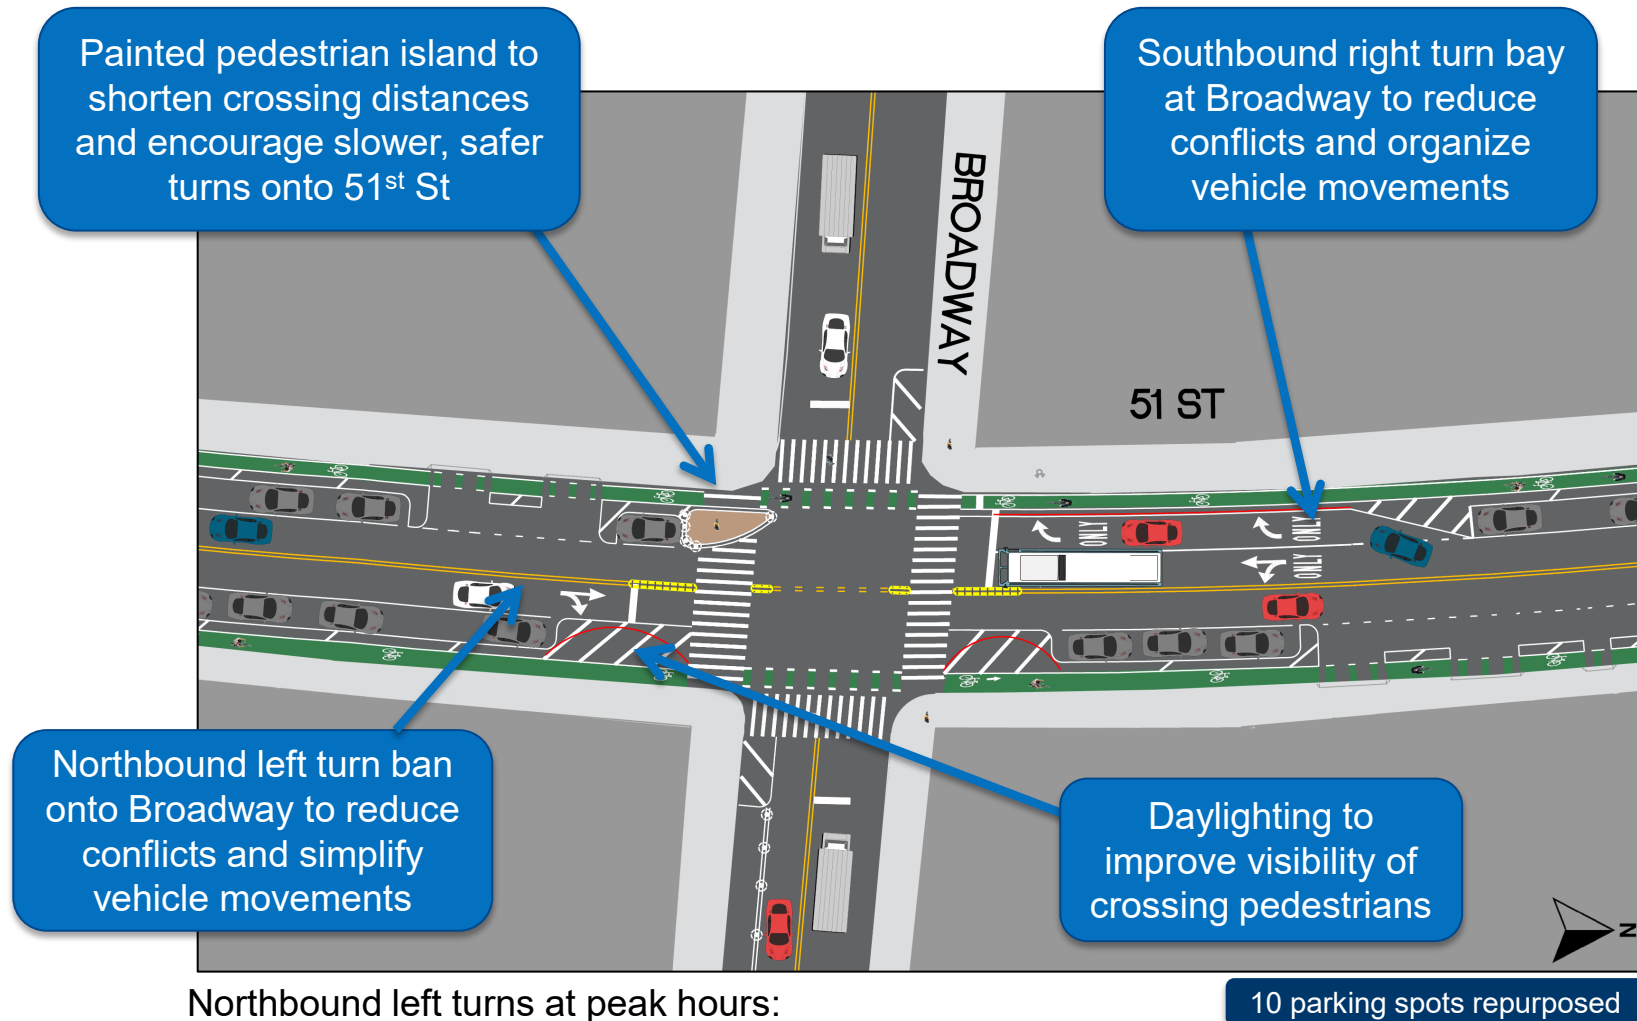 Painted pedestrian island to
shorten crossing distances
and encourage slower, safer
turns onto 51st St
Southbound right turn bay
at Broadway to reduce
conflicts and organize
vehicle movements
BROADWAY
51 ST
ONLY
ONLY
ONLY
Northbound left turn ban
onto Broadway to reduce
conflicts and simplify
vehicle movements
Daylighting to
improve visibility of
crossing pedestrians
N
Northbound left turns at peak hours:
10 parking spots repurposed